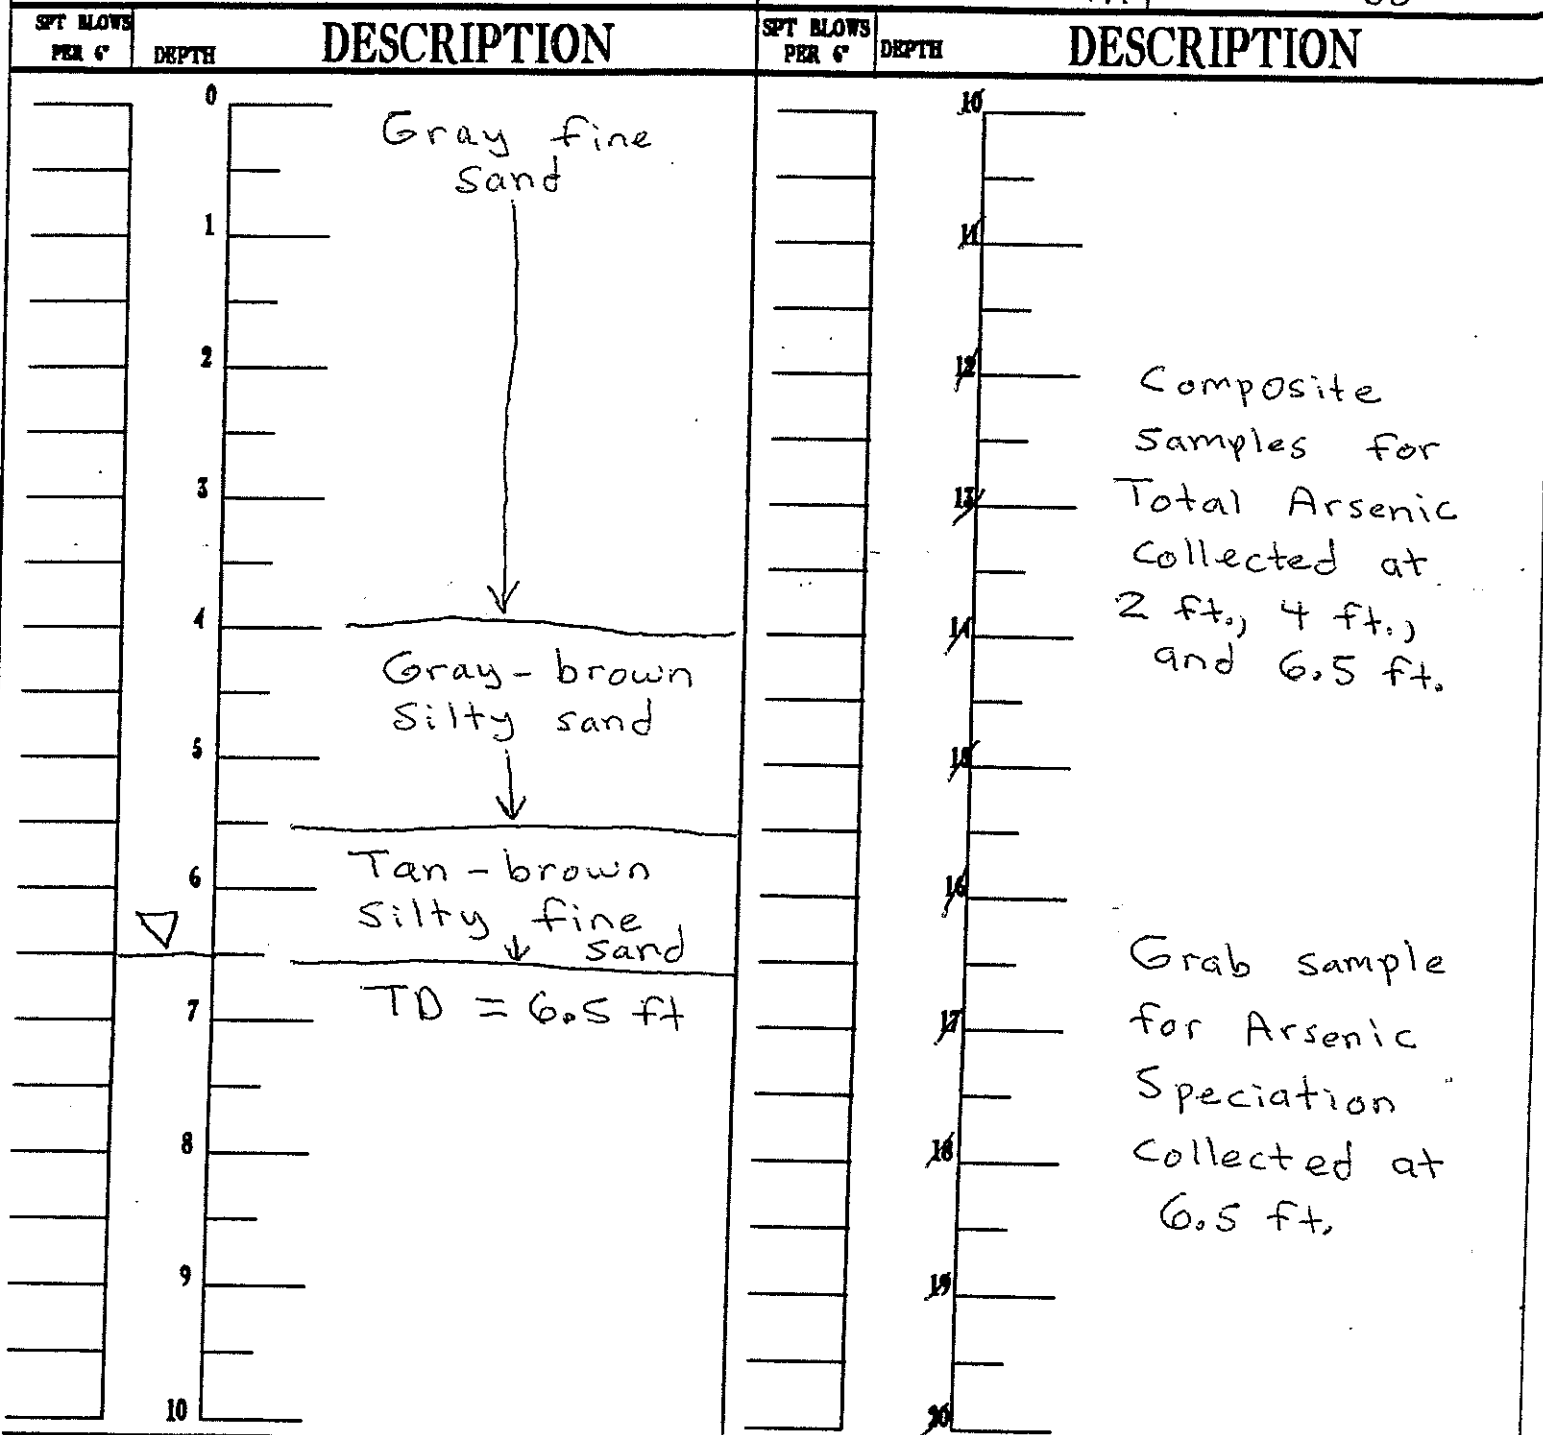 SPT BLOWS
PER 6"
DEPTH
DESCRIPTION
SPT BLOWS
PER 6"
DEPTH
DESCRIPTION
0
Gray fine
sand
1
2
3
4
Gray-brown
Silty sand
5
Tan-brown
6
Silty fine
sand
TD = 6.5 ft
7
8
9
10
10
11
12
Composite
Samples for
13
Total Arsenic
Collected at
2 ft., 4 ft.,
14
and 6.5 ft.
15
16
Grab sample
17
for Arsenic
Speciation
18
Collected at
6.5 ft.
19
20